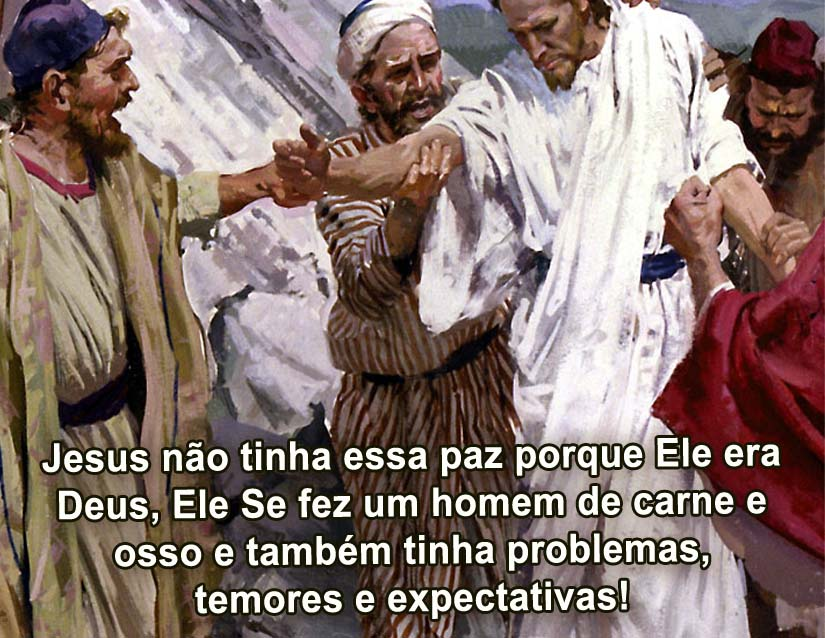 Jesus não tinha essa paz porque Ele era
Deus, Ele Se fez um homem de carne e
osso e também tinha problemas,
temores e expectativas!